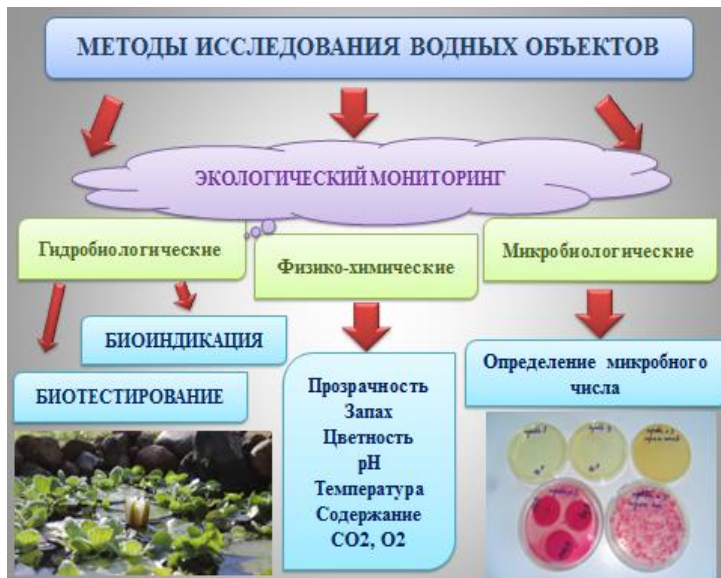 МЕТОДЫ ИССЛЕДОВАНИЯ ВОДНЫХ ОБЪЕКТОВ
ЭКОЛОГИЧЕСКИЙ МОНИТОРИНГ
Гидробиологические
Физико-химические
Микробиологические
БИОИНДИКАЦИЯ
БИОТЕСТИРОВАНИЕ
Прозрачность
Запах
Цветность
pH
Температура
Содержание
CO2, O2
Определение микробного
числа